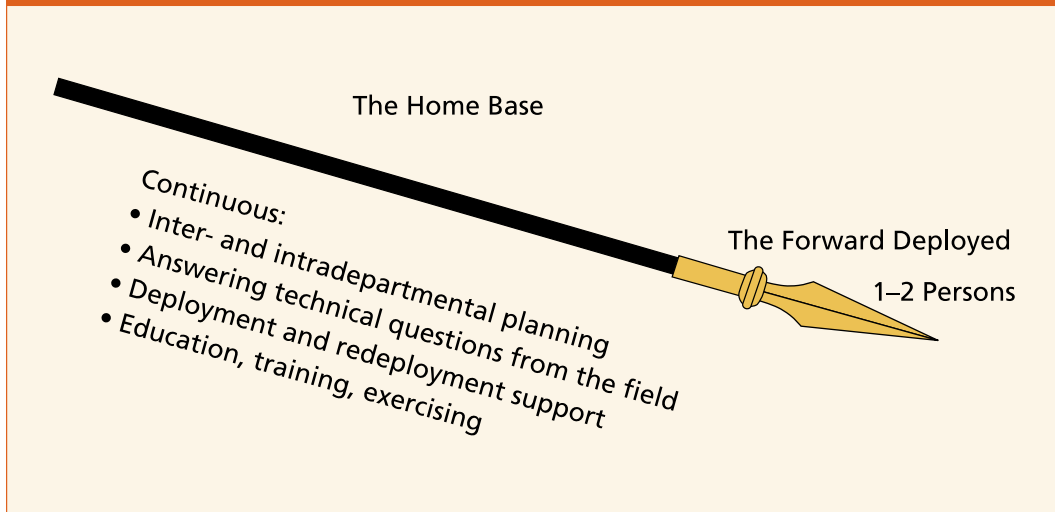 The Home Base
Continuous:
• Inter- and intradepartmental planning
• Answering technical questions from the field
• Deployment and redeployment support
• Education, training, exercising
The Forward Deployed
1–2 Persons